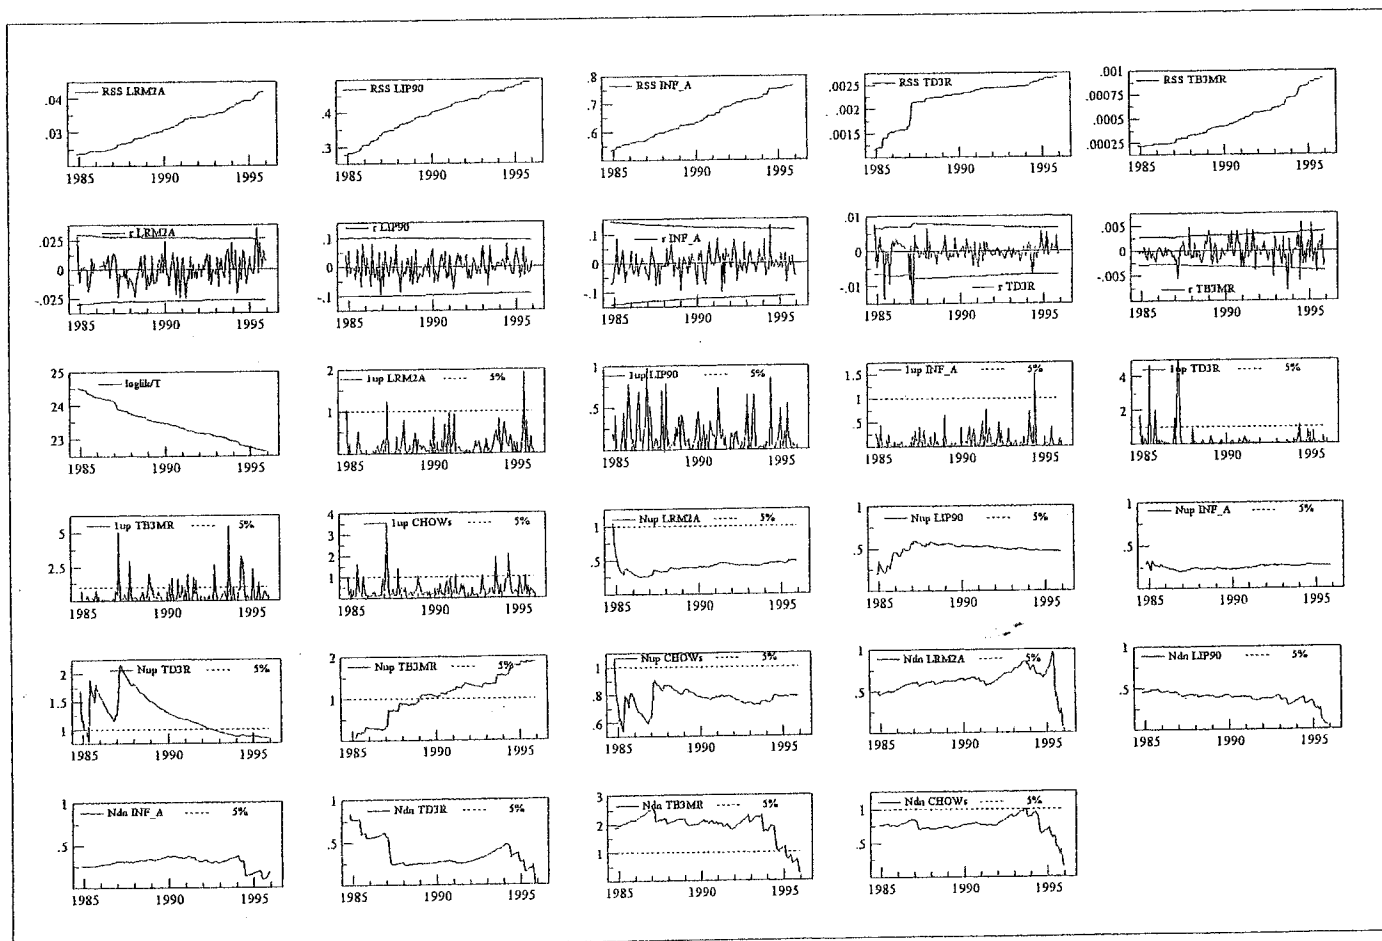 RSS LRM2A
.04
.03
1985 1990 1995
RSS LIP90
.4
.3
1985 1990 1995
RSS INF_A
.8
.7
.6
1985 1990 1995
RSS TD3R
.0025
.002
.0015
1985 1990 1995
RSS TB3MR
.001
.00075
.0005
.00025
1985 1990 1995
r LRM2A
.025
0
-.025
1985 1990 1995
r LIP90
.1
0
-.1
1985 1990 1995
r INF_A
.1
0
-.1
1985 1990 1995
r TD3R
.01
0
-.01
1985 1990 1995
r TB3MR
.005
0
-.005
1985 1990 1995
loglik/T
25
24
23
1985 1990 1995
1up LRM2A 5%
2
1
1985 1990 1995
1up LIP90 5%
1
.5
1985 1990 1995
1up INF_A 5%
1.5
1
.5
1985 1990 1995
1up TD3R 5%
4
2
1985 1990 1995
1up TB3MR 5%
5
2.5
1985 1990 1995
1up CHOWs 5%
4
3
2
1
1985 1990 1995
Nup LRM2A 5%
1
.5
1985 1990 1995
Nup LIP90 5%
1
.5
1985 1990 1995
Nup INF_A 5%
1
.5
1985 1990 1995
Nup TD3R 5%
2
1.5
1
1985 1990 1995
Nup TB3MR 5%
2
1
1985 1990 1995
Nup CHOWs 5%
1
.8
.6
1985 1990 1995
Ndn LRM2A 5%
1
.5
1985 1990 1995
Ndn LIP90 5%
1
.5
1985 1990 1995
Ndn INF_A 5%
1
.5
1985 1990 1995
Ndn TD3R 5%
1
.5
1985 1990 1995
Ndn TB3MR 5%
3
2
1
1985 1990 1995
Ndn CHOWs 5%
1
.5
1985 1990 1995